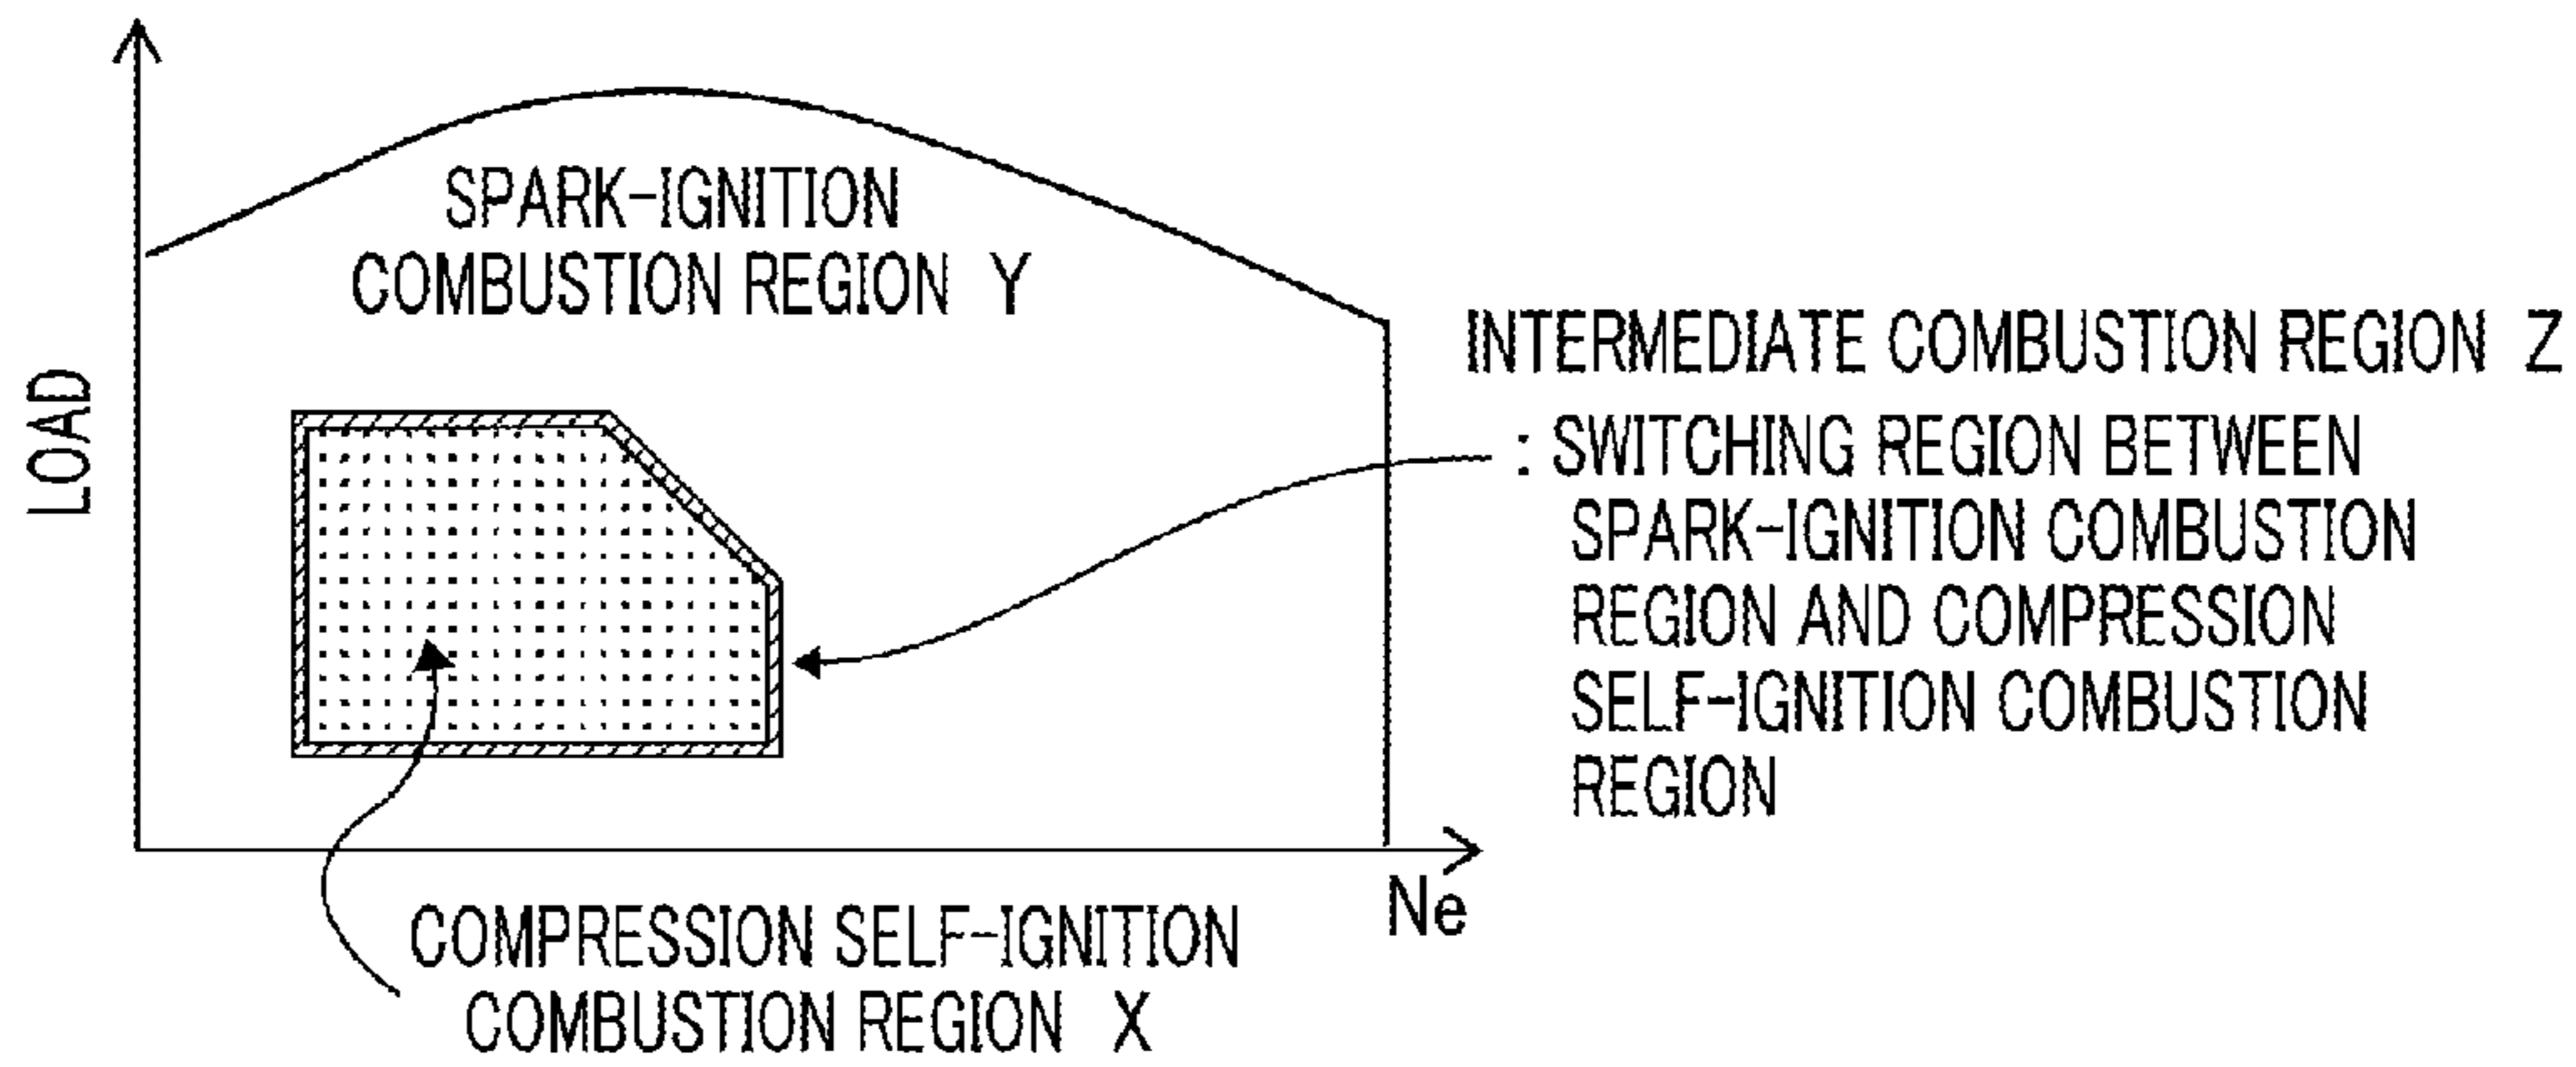 SPARK-IGNITION
COMBUSTION REGION Y
LOAD
INTERMEDIATE COMBUSTION REGION Z
: SWITCHING REGION BETWEEN
SPARK-IGNITION COMBUSTION
REGION AND COMPRESSION
SELF-IGNITION COMBUSTION
REGION
Ne
COMPRESSION SELF-IGNITION
COMBUSTION REGION X